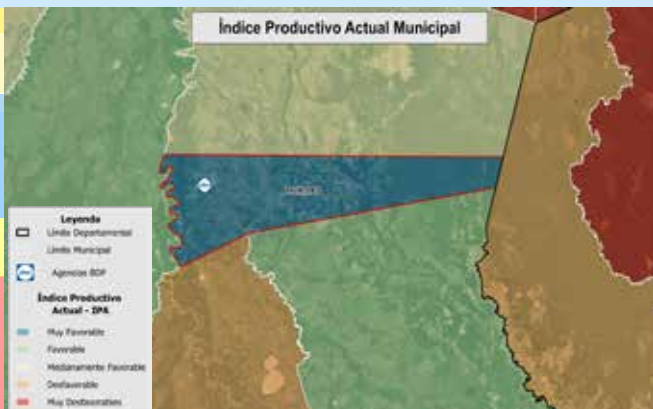 Índice Productivo Actual Municipal
Leyenda
Límite Departamental
Límite Municipal
Agencias BDP
Índice Productivo
Actual - IPA
Muy Favorable
Favorable
Medianamente Favorable
Desfavorable
Muy Desfavorable